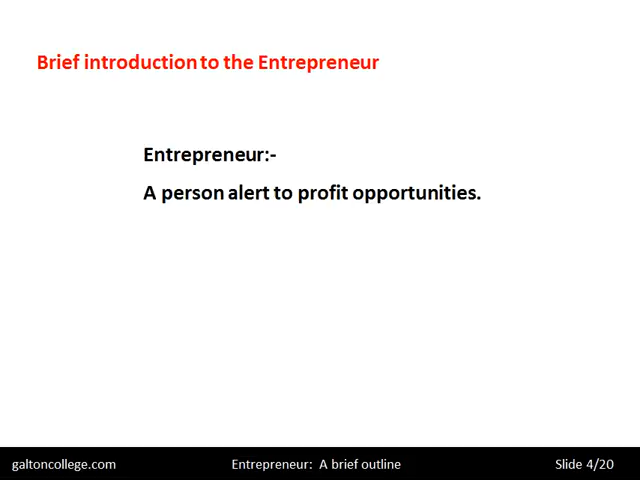 Brief introduction to the Entrepreneur
Entrepreneur:-
A person alert to profit opportunities.
galtoncollege.com
Entrepreneur:  A brief outline
Slide 4/20